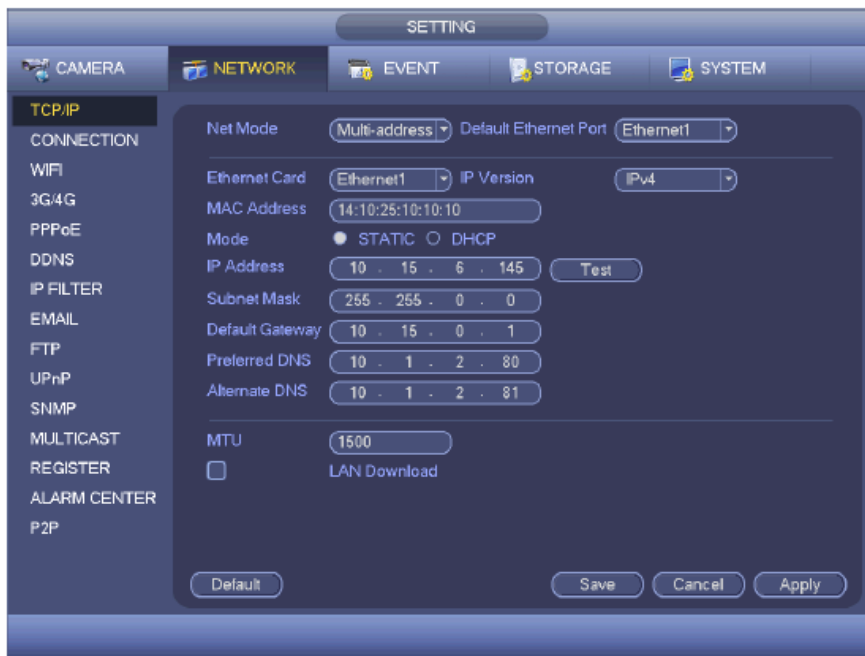 SETTING
CAMERA NETWORK EVENT STORAGE SYSTEM
TCP/IP
CONNECTION
WIFI
3G/4G
PPPoE
DDNS
IP FILTER
EMAIL
FTP
UPnP
SNMP
MULTICAST
REGISTER
ALARM CENTER
P2P
Net Mode Multi-address Default Ethernet Port Ethernet1
Ethernet Card Ethernet1 IP Version IPv4
MAC Address 14:10:25:10:10:10
Mode STATIC DHCP
IP Address 10 . 15 . 6 . 145 Test
Subnet Mask 255 . 255 . 0 . 0
Default Gateway 10 . 15 . 0 . 1
Preferred DNS 10 . 1 . 2 . 80
Alternate DNS 10 . 1 . 2 . 81
MTU 1500
LAN Download
Default Save Cancel Apply